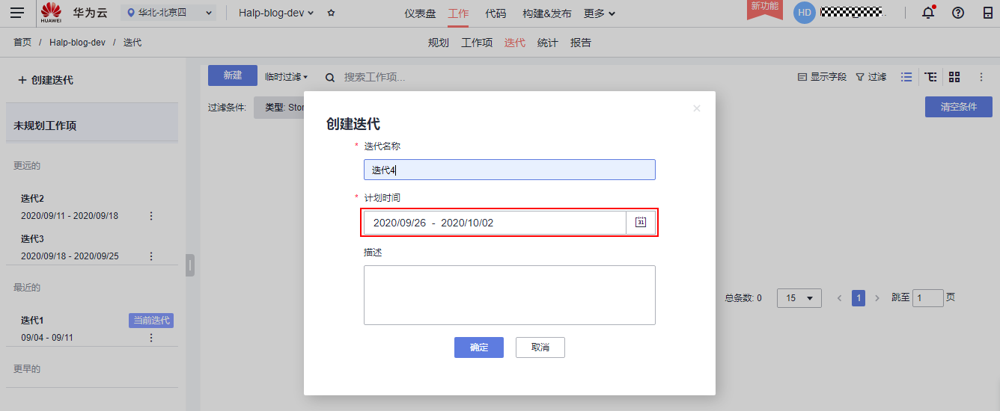 HUAWEI 华为云 华北-北京四 Halp-blog-dev 仪表盘 工作 代码 构建&发布 更多 新功能 HD
首页 / Halp-blog-dev / 迭代 规划 工作项 迭代 统计 报告
+ 创建迭代
未规划工作项
更远的
迭代2
2020/09/11 - 2020/09/18
迭代3
2020/09/18 - 2020/09/25
最近的
迭代1 当前迭代
09/04 - 09/11
更早的
新建 临时过滤 搜索工作项... 显示字段 过滤
过滤条件: 类型: Stor 清空条件
创建迭代
* 迭代名称
迭代4
* 计划时间
2020/09/26 - 2020/10/02 31
描述
确定 取消
总条数: 0 15 1 跳至 1 页